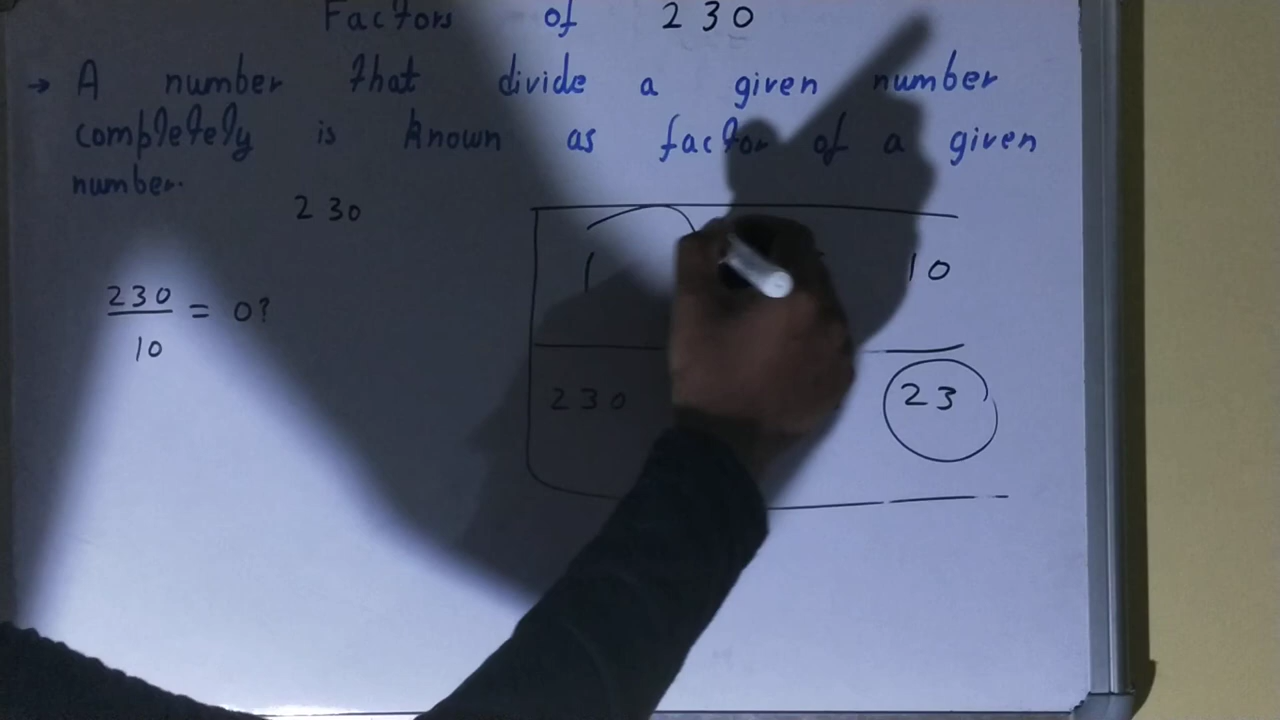 Factors of 230
→ A number that divide a given number
completely is known as factor of a given
number.
230
230/10 = 0?
1 10
230 23